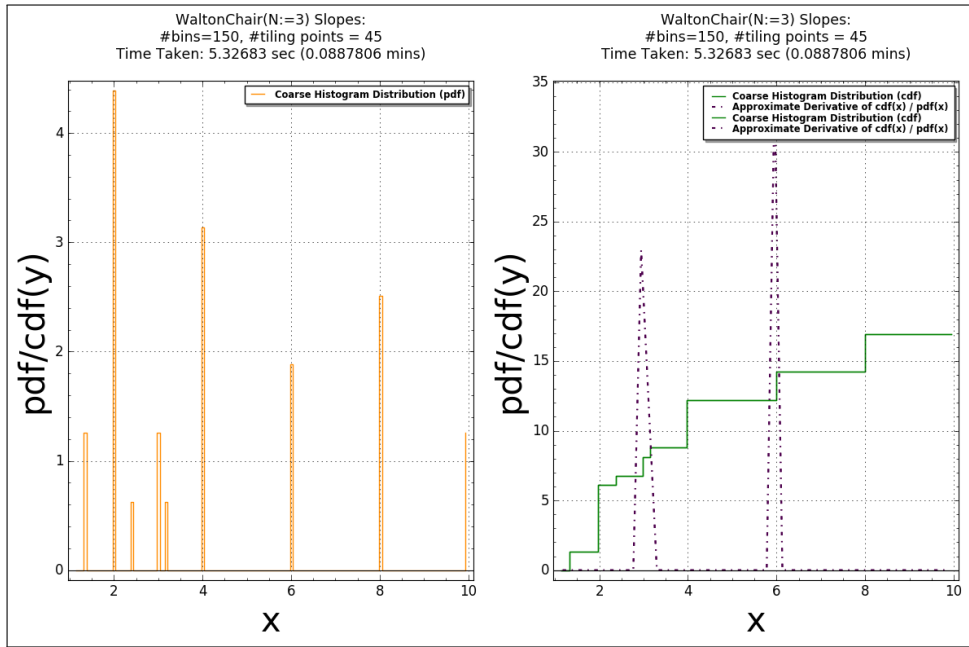 WaltonChair(N:=3) Slopes:
#bins=150, #tiling points = 45
Time Taken: 5.32683 sec (0.0887806 mins)
Coarse Histogram Distribution (pdf)
pdf/cdf(y)
4
3
2
1
0
2
4
6
8
10
x
WaltonChair(N:=3) Slopes:
#bins=150, #tiling points = 45
Time Taken: 5.32683 sec (0.0887806 mins)
Coarse Histogram Distribution (cdf)
Approximate Derivative of cdf(x) / pdf(x)
Coarse Histogram Distribution (cdf)
Approximate Derivative of cdf(x) / pdf(x)
pdf/cdf(y)
35
30
25
20
15
10
5
0
2
4
6
8
10
x